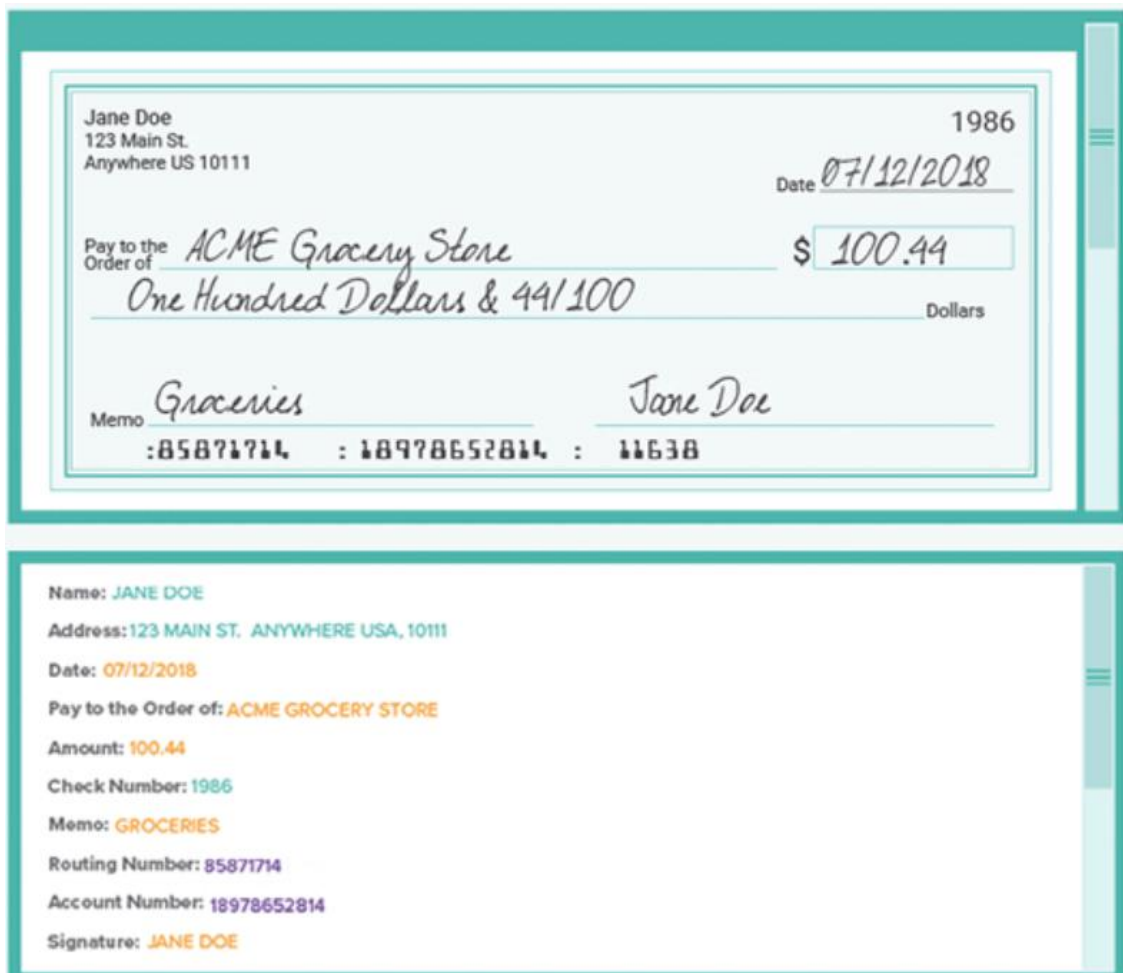 Jane Doe
1986
123 Main St.
Anywhere US 10111
Date 07/12/2018
Pay to the
Order of ACME Grocery Store $ 100.44
One Hundred Dollars & 44/100 Dollars
Memo Groceries Jane Doe
:85871714 : 18978652814 : 11638
Name: JANE DOE
Address: 123 MAIN ST. ANYWHERE USA, 10111
Date: 07/12/2018
Pay to the Order of: ACME GROCERY STORE
Amount: 100.44
Check Number: 1986
Memo: GROCERIES
Routing Number: 85871714
Account Number: 18978652814
Signature: JANE DOE